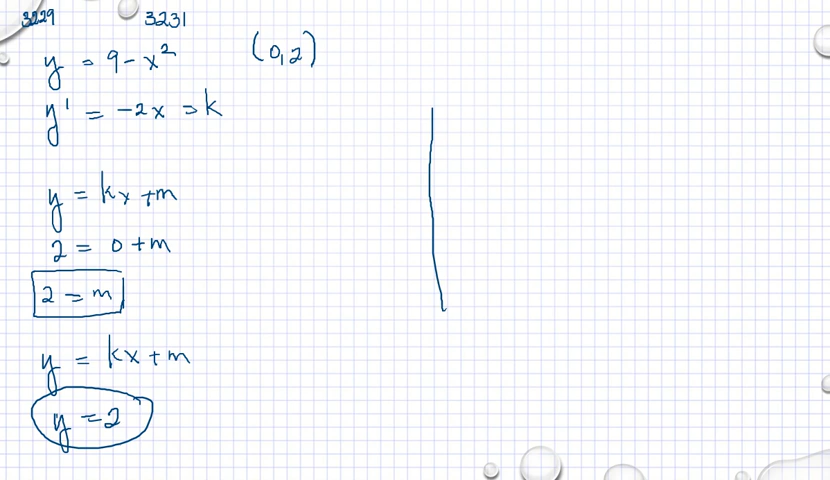 3229 3231
y = 9 - x² (0,2)
y' = -2x => k
y = kx + m
2 = 0 + m
2 = m
y = kx + m
y = 2